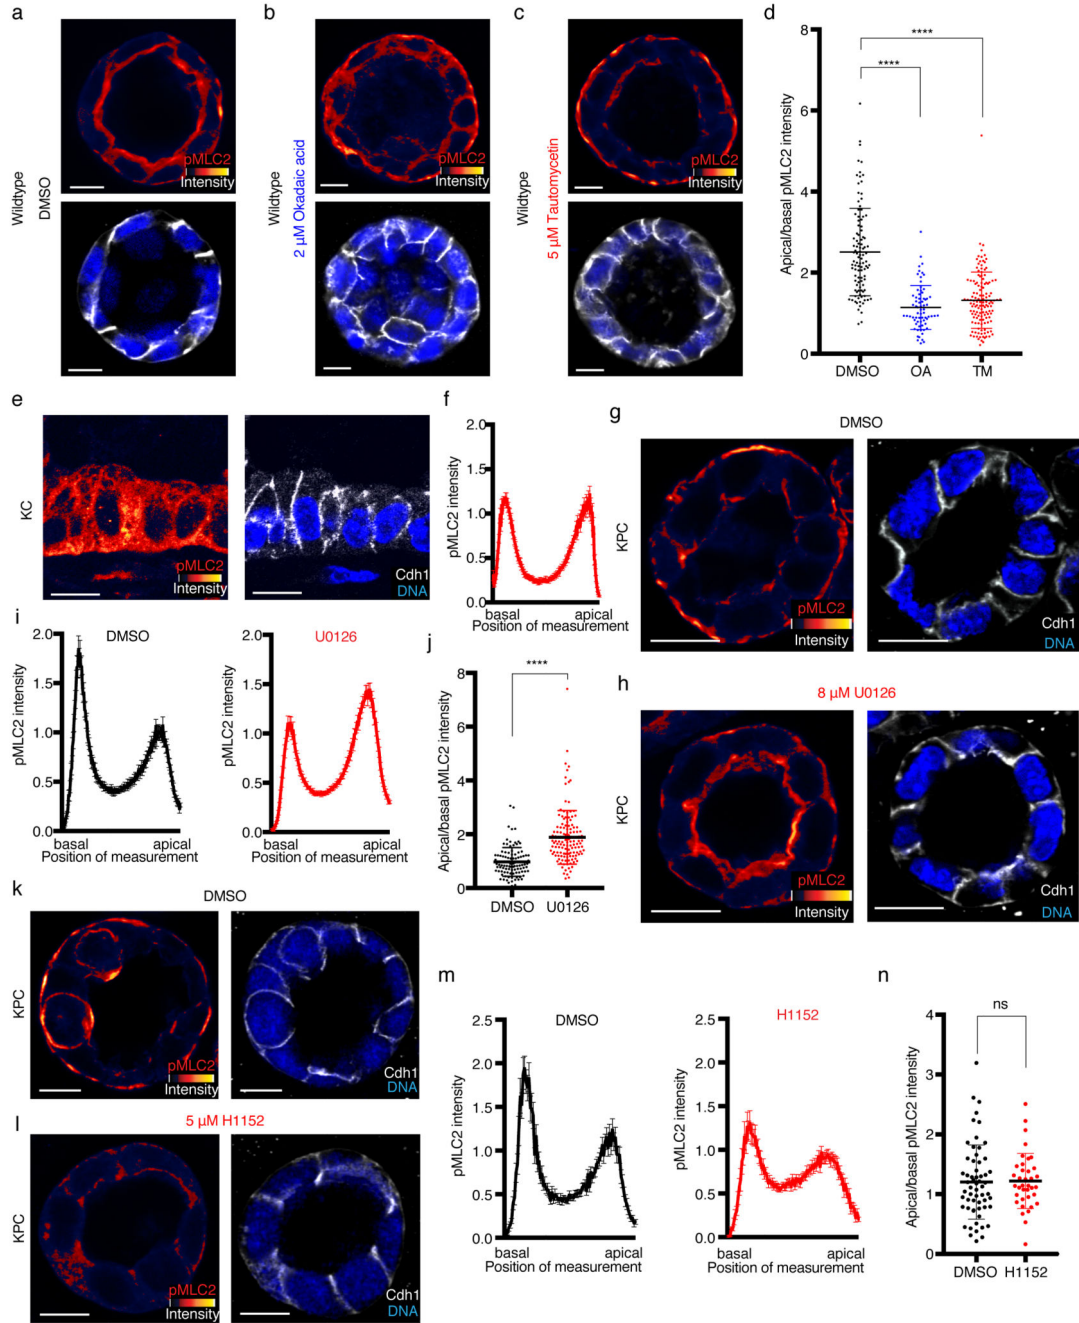 a
b
c
d
Wildtype
DMSO
pMLC2
Intensity
Wildtype
2 µM Okadaic acid
pMLC2
Intensity
Wildtype
5 µM Tautomycetin
pMLC2
Intensity
Apical/basal pMLC2 intensity
8
6
4
2
0
****
****
DMSO OA TM
e
f
g
KC
pMLC2
Intensity
Cdh1
DNA
pMLC2 intensity
2.0
1.5
1.0
0.5
0.0
basal apical
Position of measurement
DMSO
KPC
pMLC2
Intensity
Cdh1
DNA
i
DMSO
pMLC2 intensity
2.0
1.5
1.0
0.5
0.0
basal apical
Position of measurement
U0126
pMLC2 intensity
2.0
1.5
1.0
0.5
0.0
basal apical
Position of measurement
j
Apical/basal pMLC2 intensity
8
6
4
2
0
****
DMSO U0126
h
8 µM U0126
KPC
pMLC2
Intensity
Cdh1
DNA
k
DMSO
KPC
pMLC2
Intensity
Cdh1
DNA
l
5 µM H1152
KPC
pMLC2
Intensity
Cdh1
DNA
m
DMSO
pMLC2 intensity
2.5
2.0
1.5
1.0
0.5
0.0
basal apical
Position of measurement
H1152
pMLC2 intensity
2.5
2.0
1.5
1.0
0.5
0.0
basal apical
Position of measurement
n
Apical/basal pMLC2 intensity
4
3
2
1
0
ns
DMSO H1152